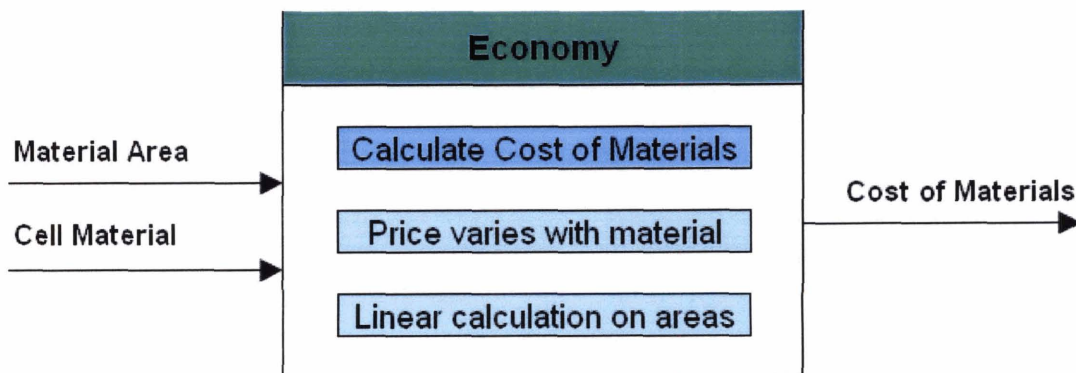 Economy
Material Area
Cell Material
Calculate Cost of Materials
Price varies with material
Linear calculation on areas
Cost of Materials